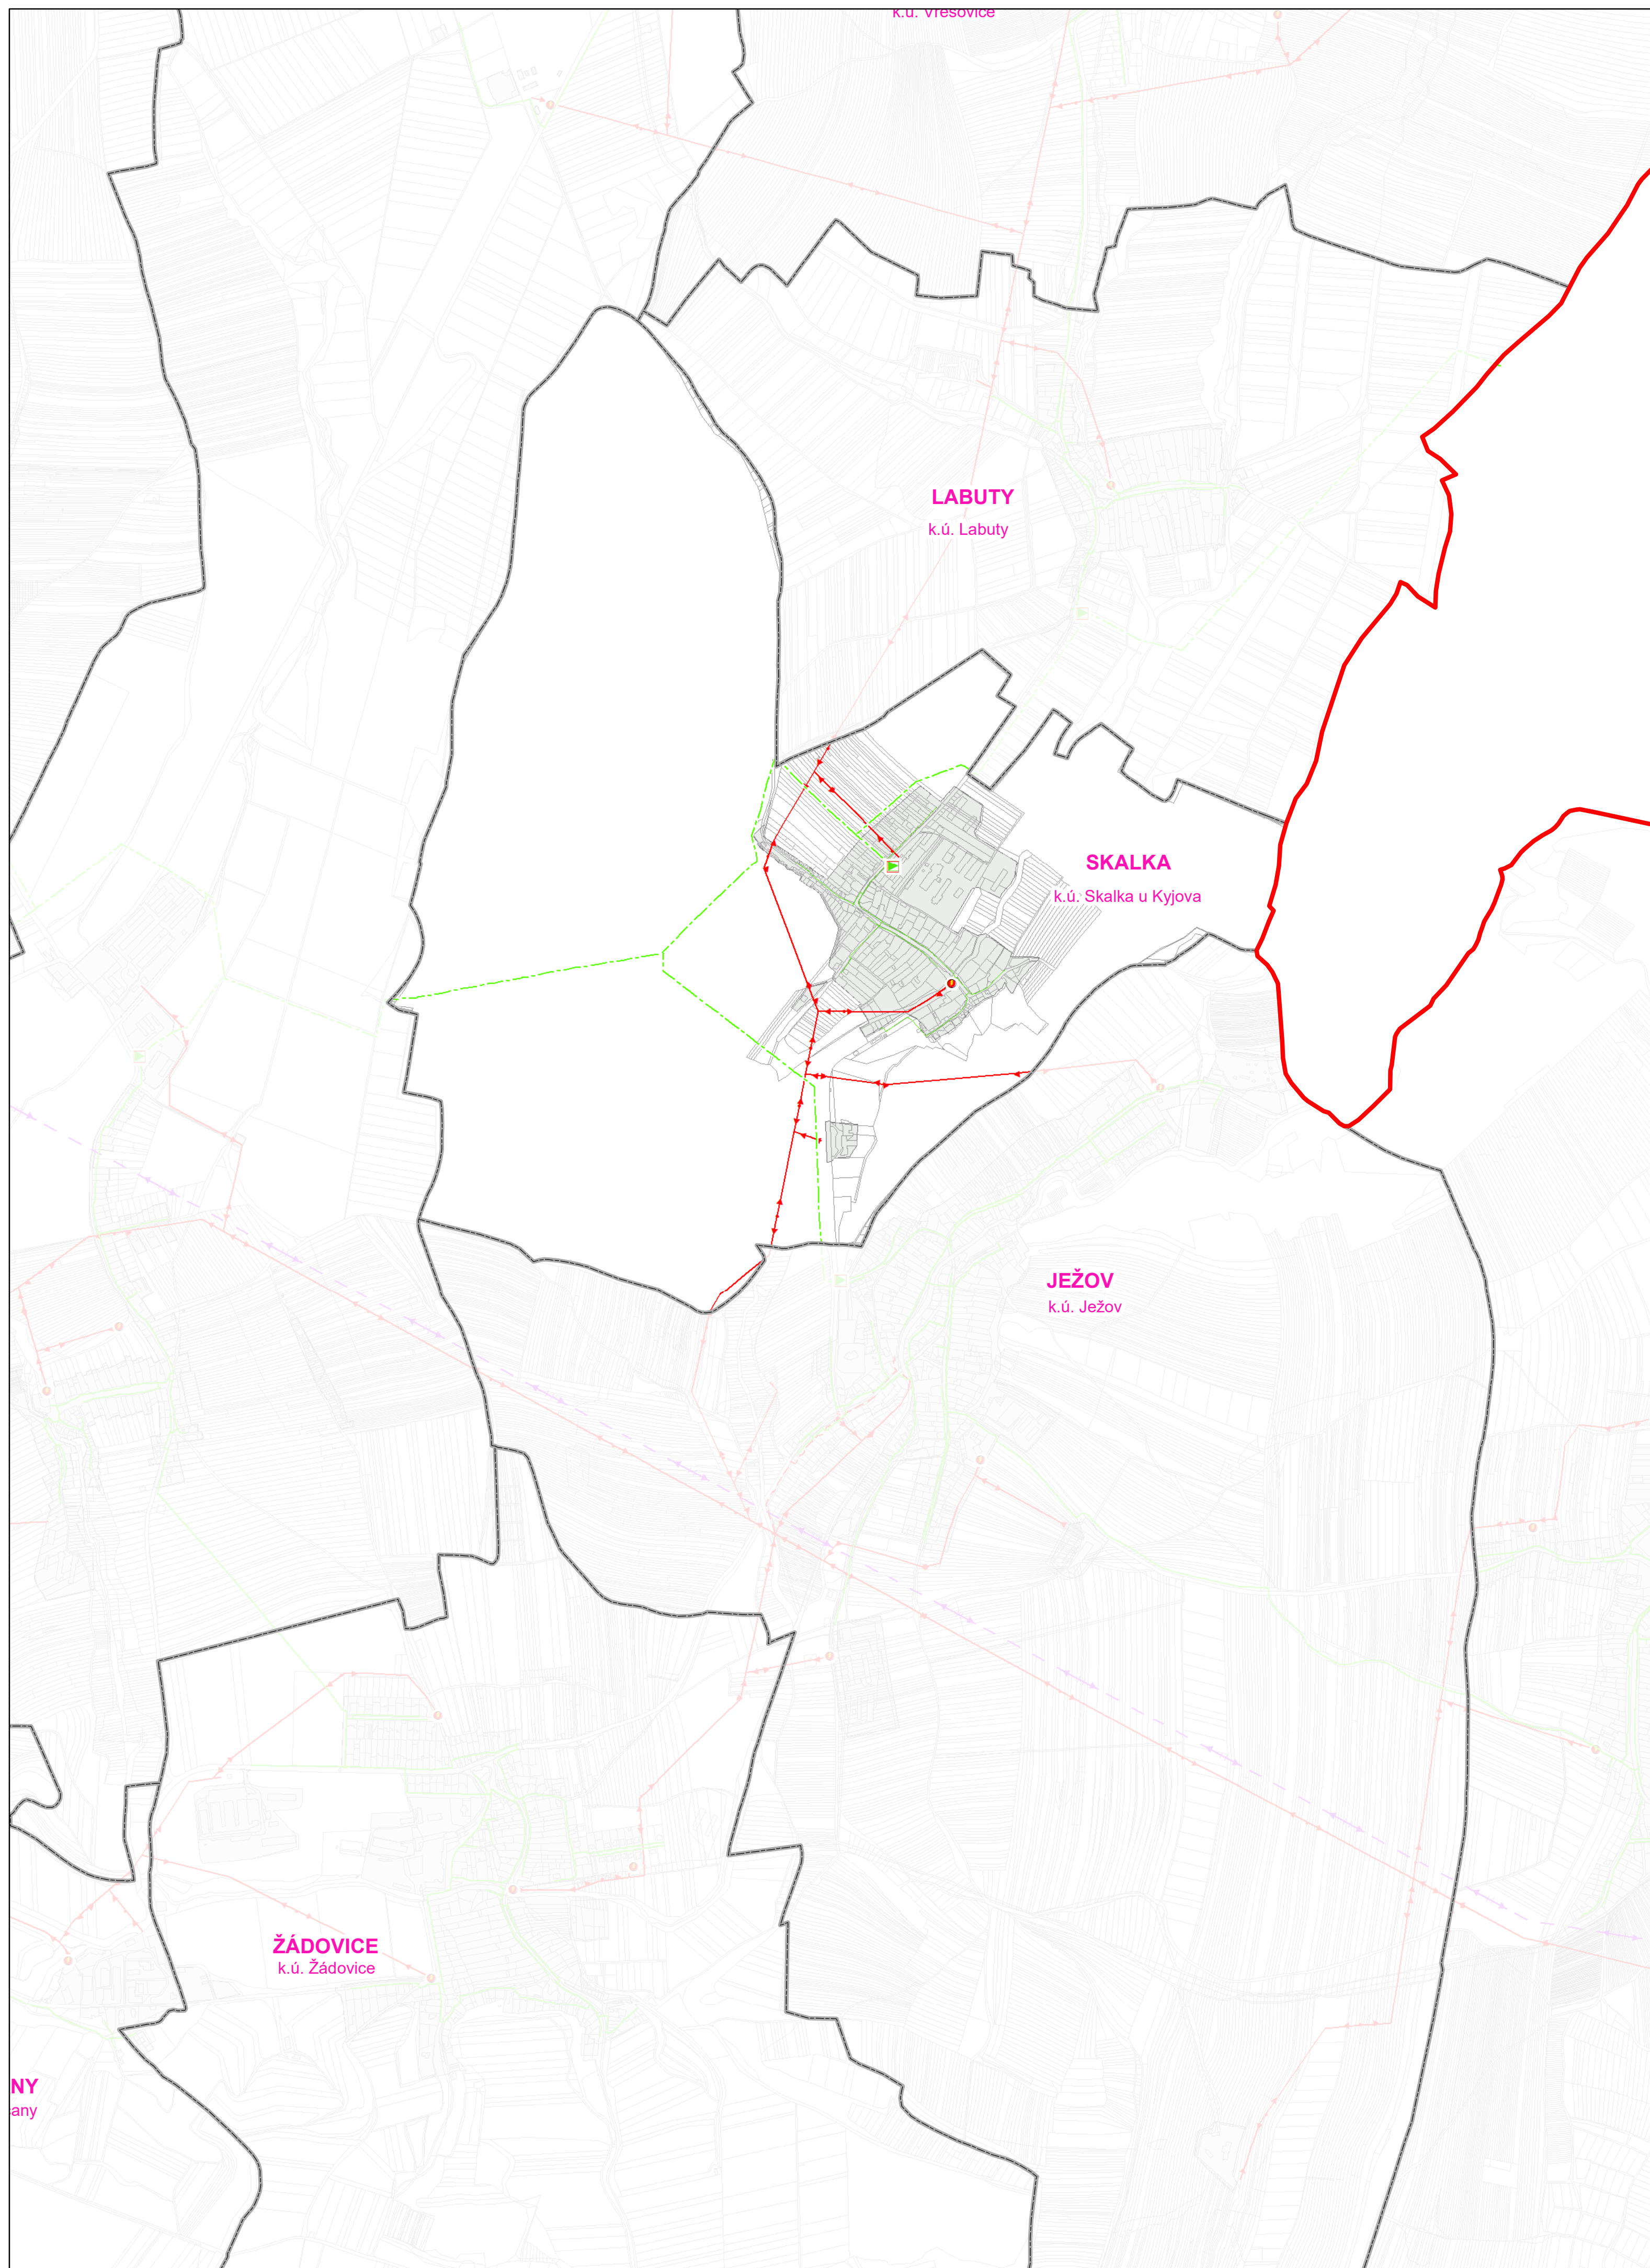 k.ú. Vřesovice
LABUTY
k.ú. Labuty
SKALKA
k.ú. Skalka u Kyjova
JEŽOV
k.ú. Ježov
ŽÁDOVICE
k.ú. Žádovice
NY
any